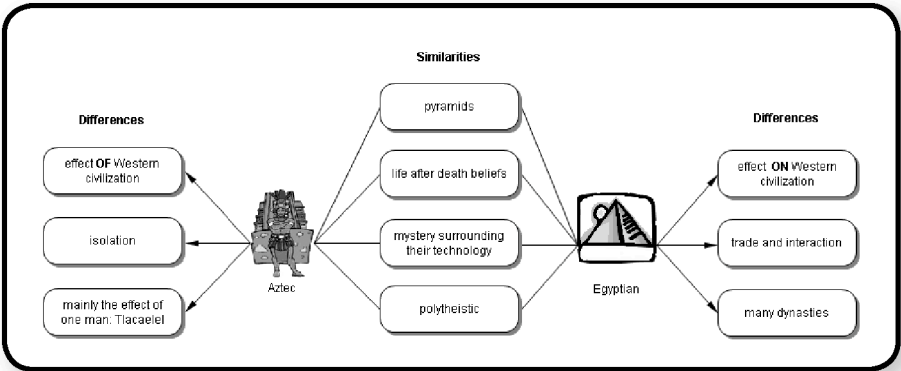 Similarities
pyramids
life after death beliefs
mystery surrounding
their technology
polytheistic
Differences
effect OF Western
civilization
isolation
mainly the effect of
one man: Tlacaelel
Aztec
Egyptian
Differences
effect ON Western
civilization
trade and interaction
many dynasties